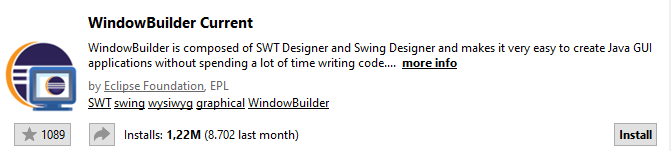 WindowBuilder Current
WindowBuilder is composed of SWT Designer and Swing Designer and makes it very easy to create Java GUI
applications without spending a lot of time writing code.... more info
by Eclipse Foundation, EPL
SWT swing wysiwyg graphical WindowBuilder
1089 Installs: 1,22M (8.702 last month) Install